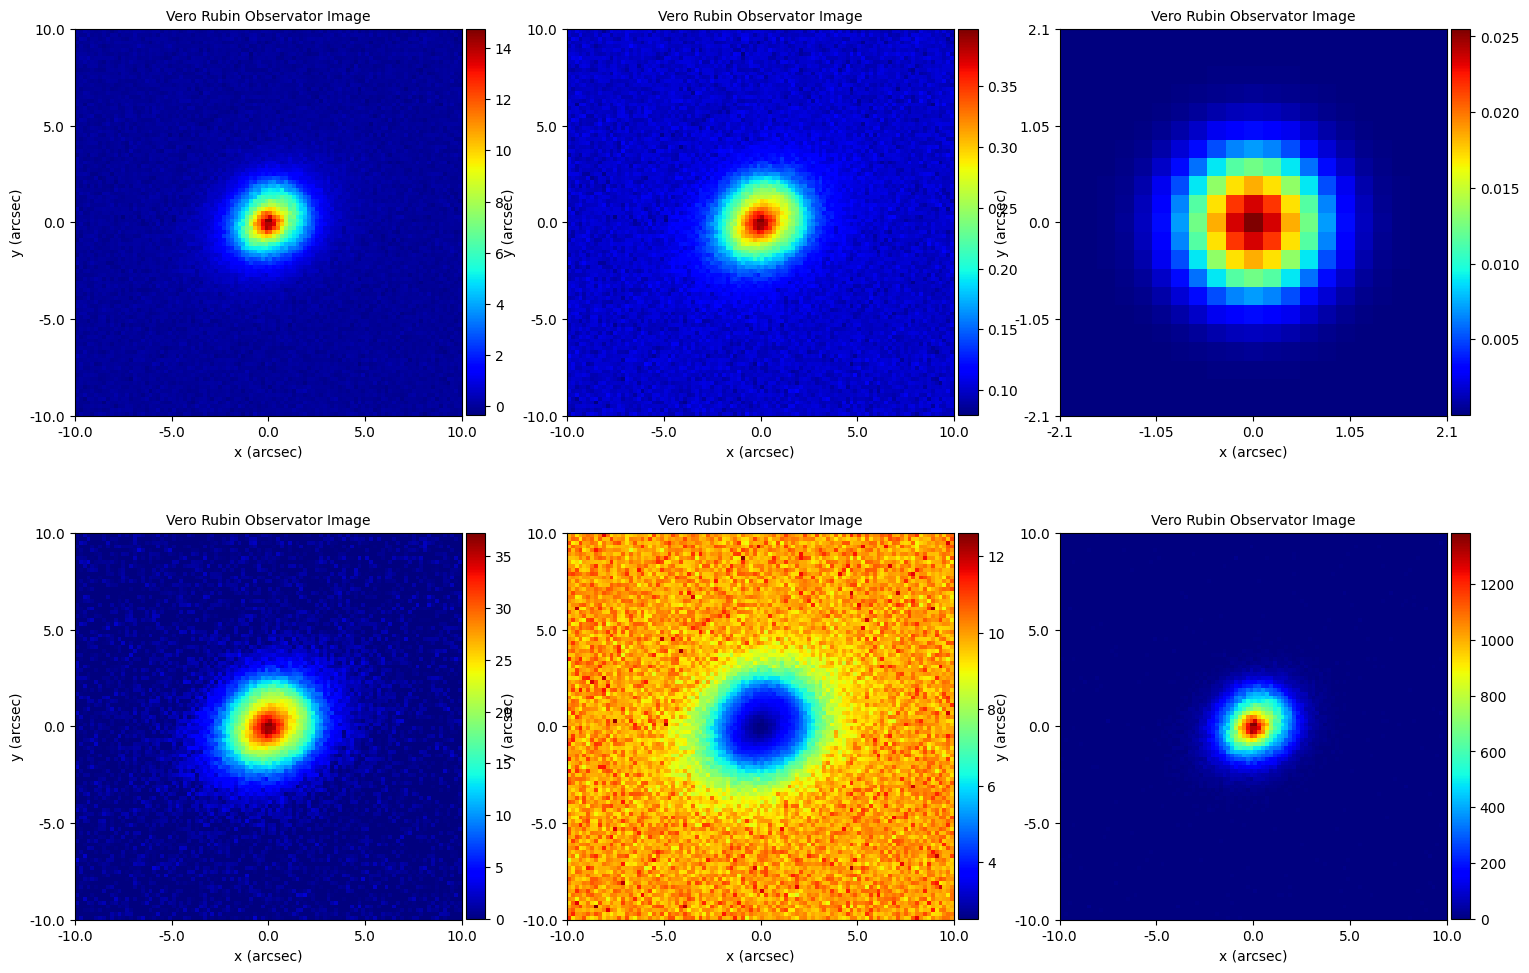 Vero Rubin Observator Image Vero Rubin Observator Image Vero Rubin Observator Image
10.0 14 10.0 0.35 2.1 0.025
12 0.020
5.0 10 5.0 0.30 1.05
8 0.015
y (arcsec) 0.0 6 y (arcsec) 0.0 0.25 y (arcsec) 0.0
4 0.20 0.010
-5.0 2 -5.0 0.15 -1.05 0.005
-10.0 0 -10.0 0.10 -2.1
-10.0 -5.0 0.0 5.0 10.0 -10.0 -5.0 0.0 5.0 10.0 -2.1 -1.05 0.0 1.05 2.1
x (arcsec) x (arcsec) x (arcsec)
Vero Rubin Observator Image Vero Rubin Observator Image Vero Rubin Observator Image
10.0 35 10.0 12 10.0 1200
30 1000
5.0 25 5.0 10 5.0 800
y (arcsec) 0.0 20 y (arcsec) 0.0 8 y (arcsec) 0.0 600
15 6 400
-5.0 10 -5.0 -5.0
5 4 200
-10.0 0 -10.0 -10.0 0
-10.0 -5.0 0.0 5.0 10.0 -10.0 -5.0 0.0 5.0 10.0 -10.0 -5.0 0.0 5.0 10.0
x (arcsec) x (arcsec) x (arcsec)